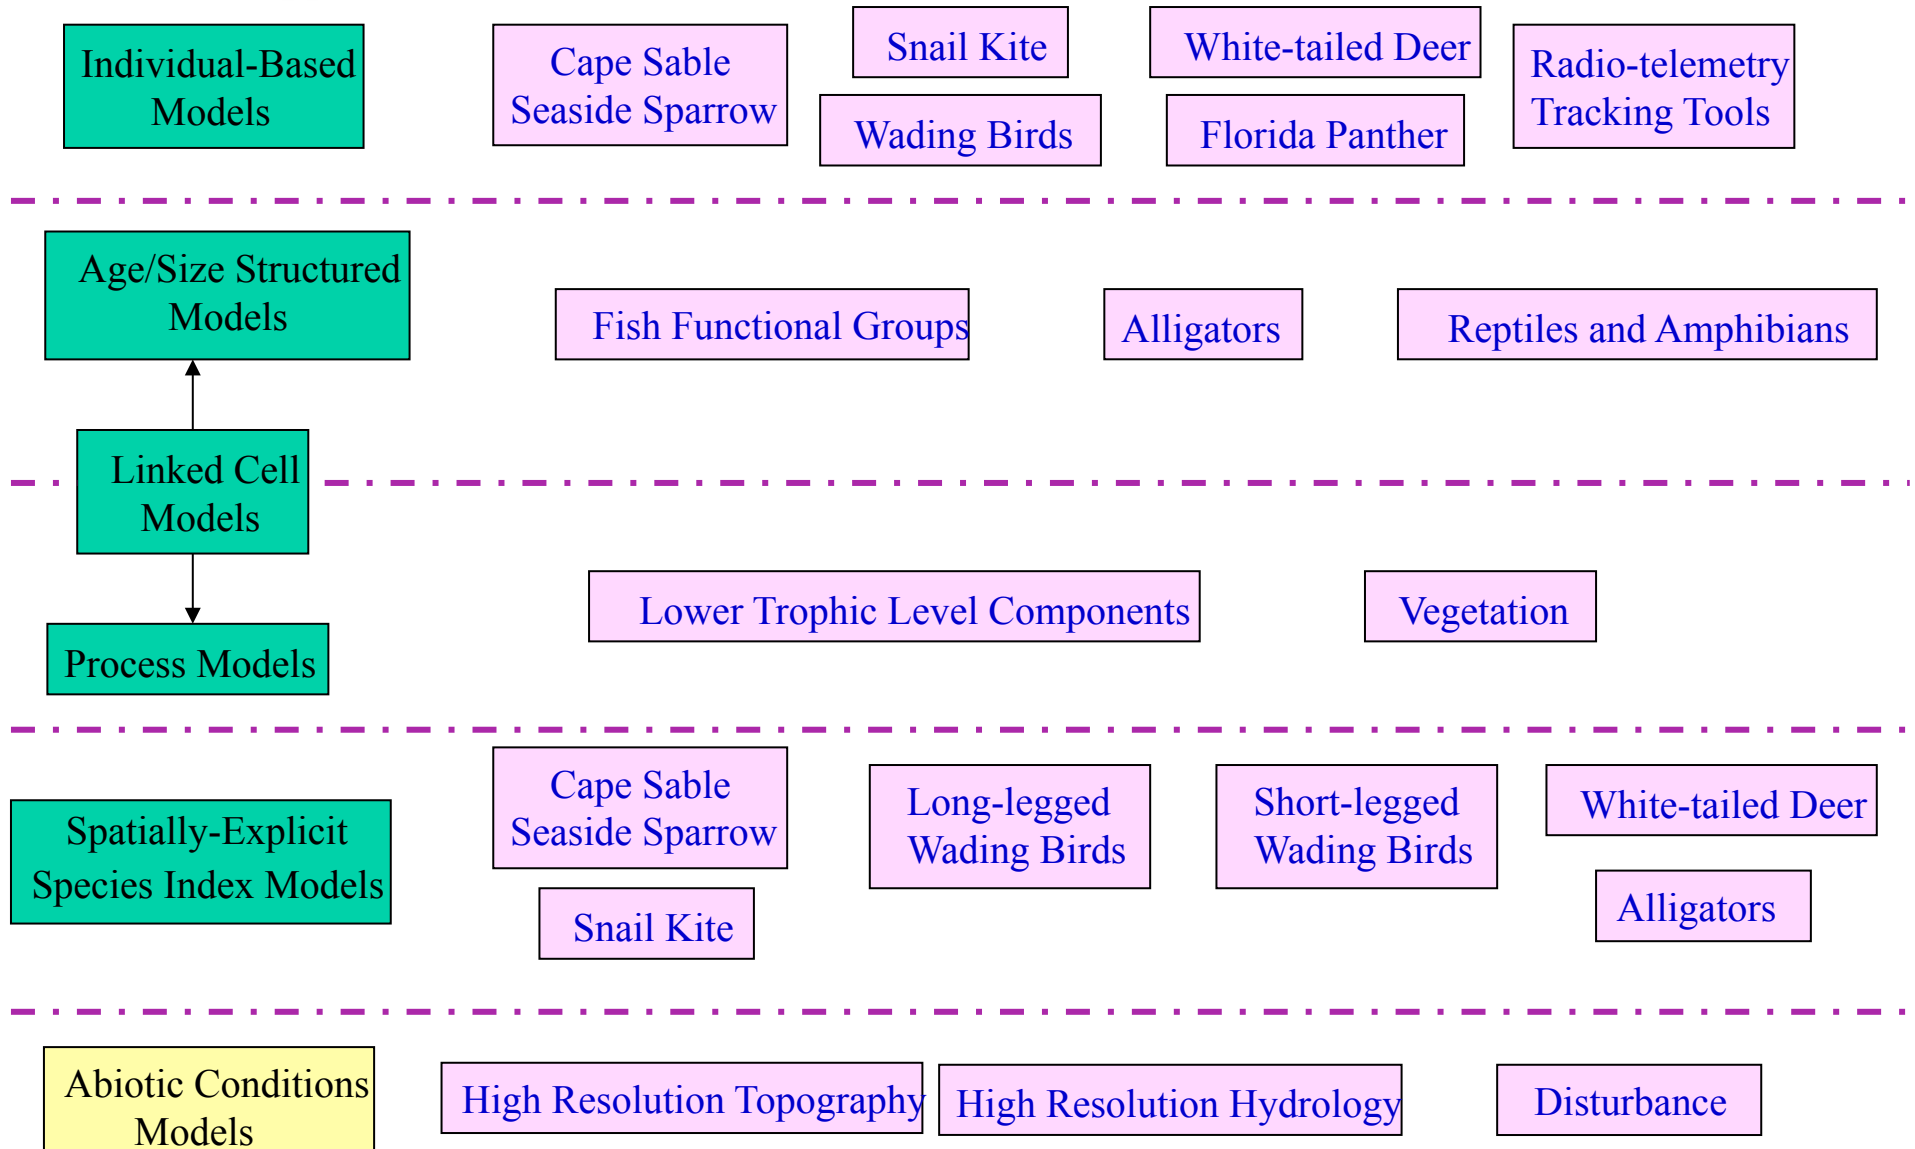 Individual-Based
Models
Cape Sable
Seaside Sparrow
Snail Kite
Wading Birds
White-tailed Deer
Florida Panther
Radio-telemetry
Tracking Tools
Age/Size Structured
Models
Fish Functional Groups
Alligators
Reptiles and Amphibians
Linked Cell
Models
Lower Trophic Level Components
Vegetation
Process Models
Spatially-Explicit
Species Index Models
Cape Sable
Seaside Sparrow
Snail Kite
Long-legged
Wading Birds
Short-legged
Wading Birds
White-tailed Deer
Alligators
Abiotic Conditions
Models
High Resolution Topography
High Resolution Hydrology
Disturbance